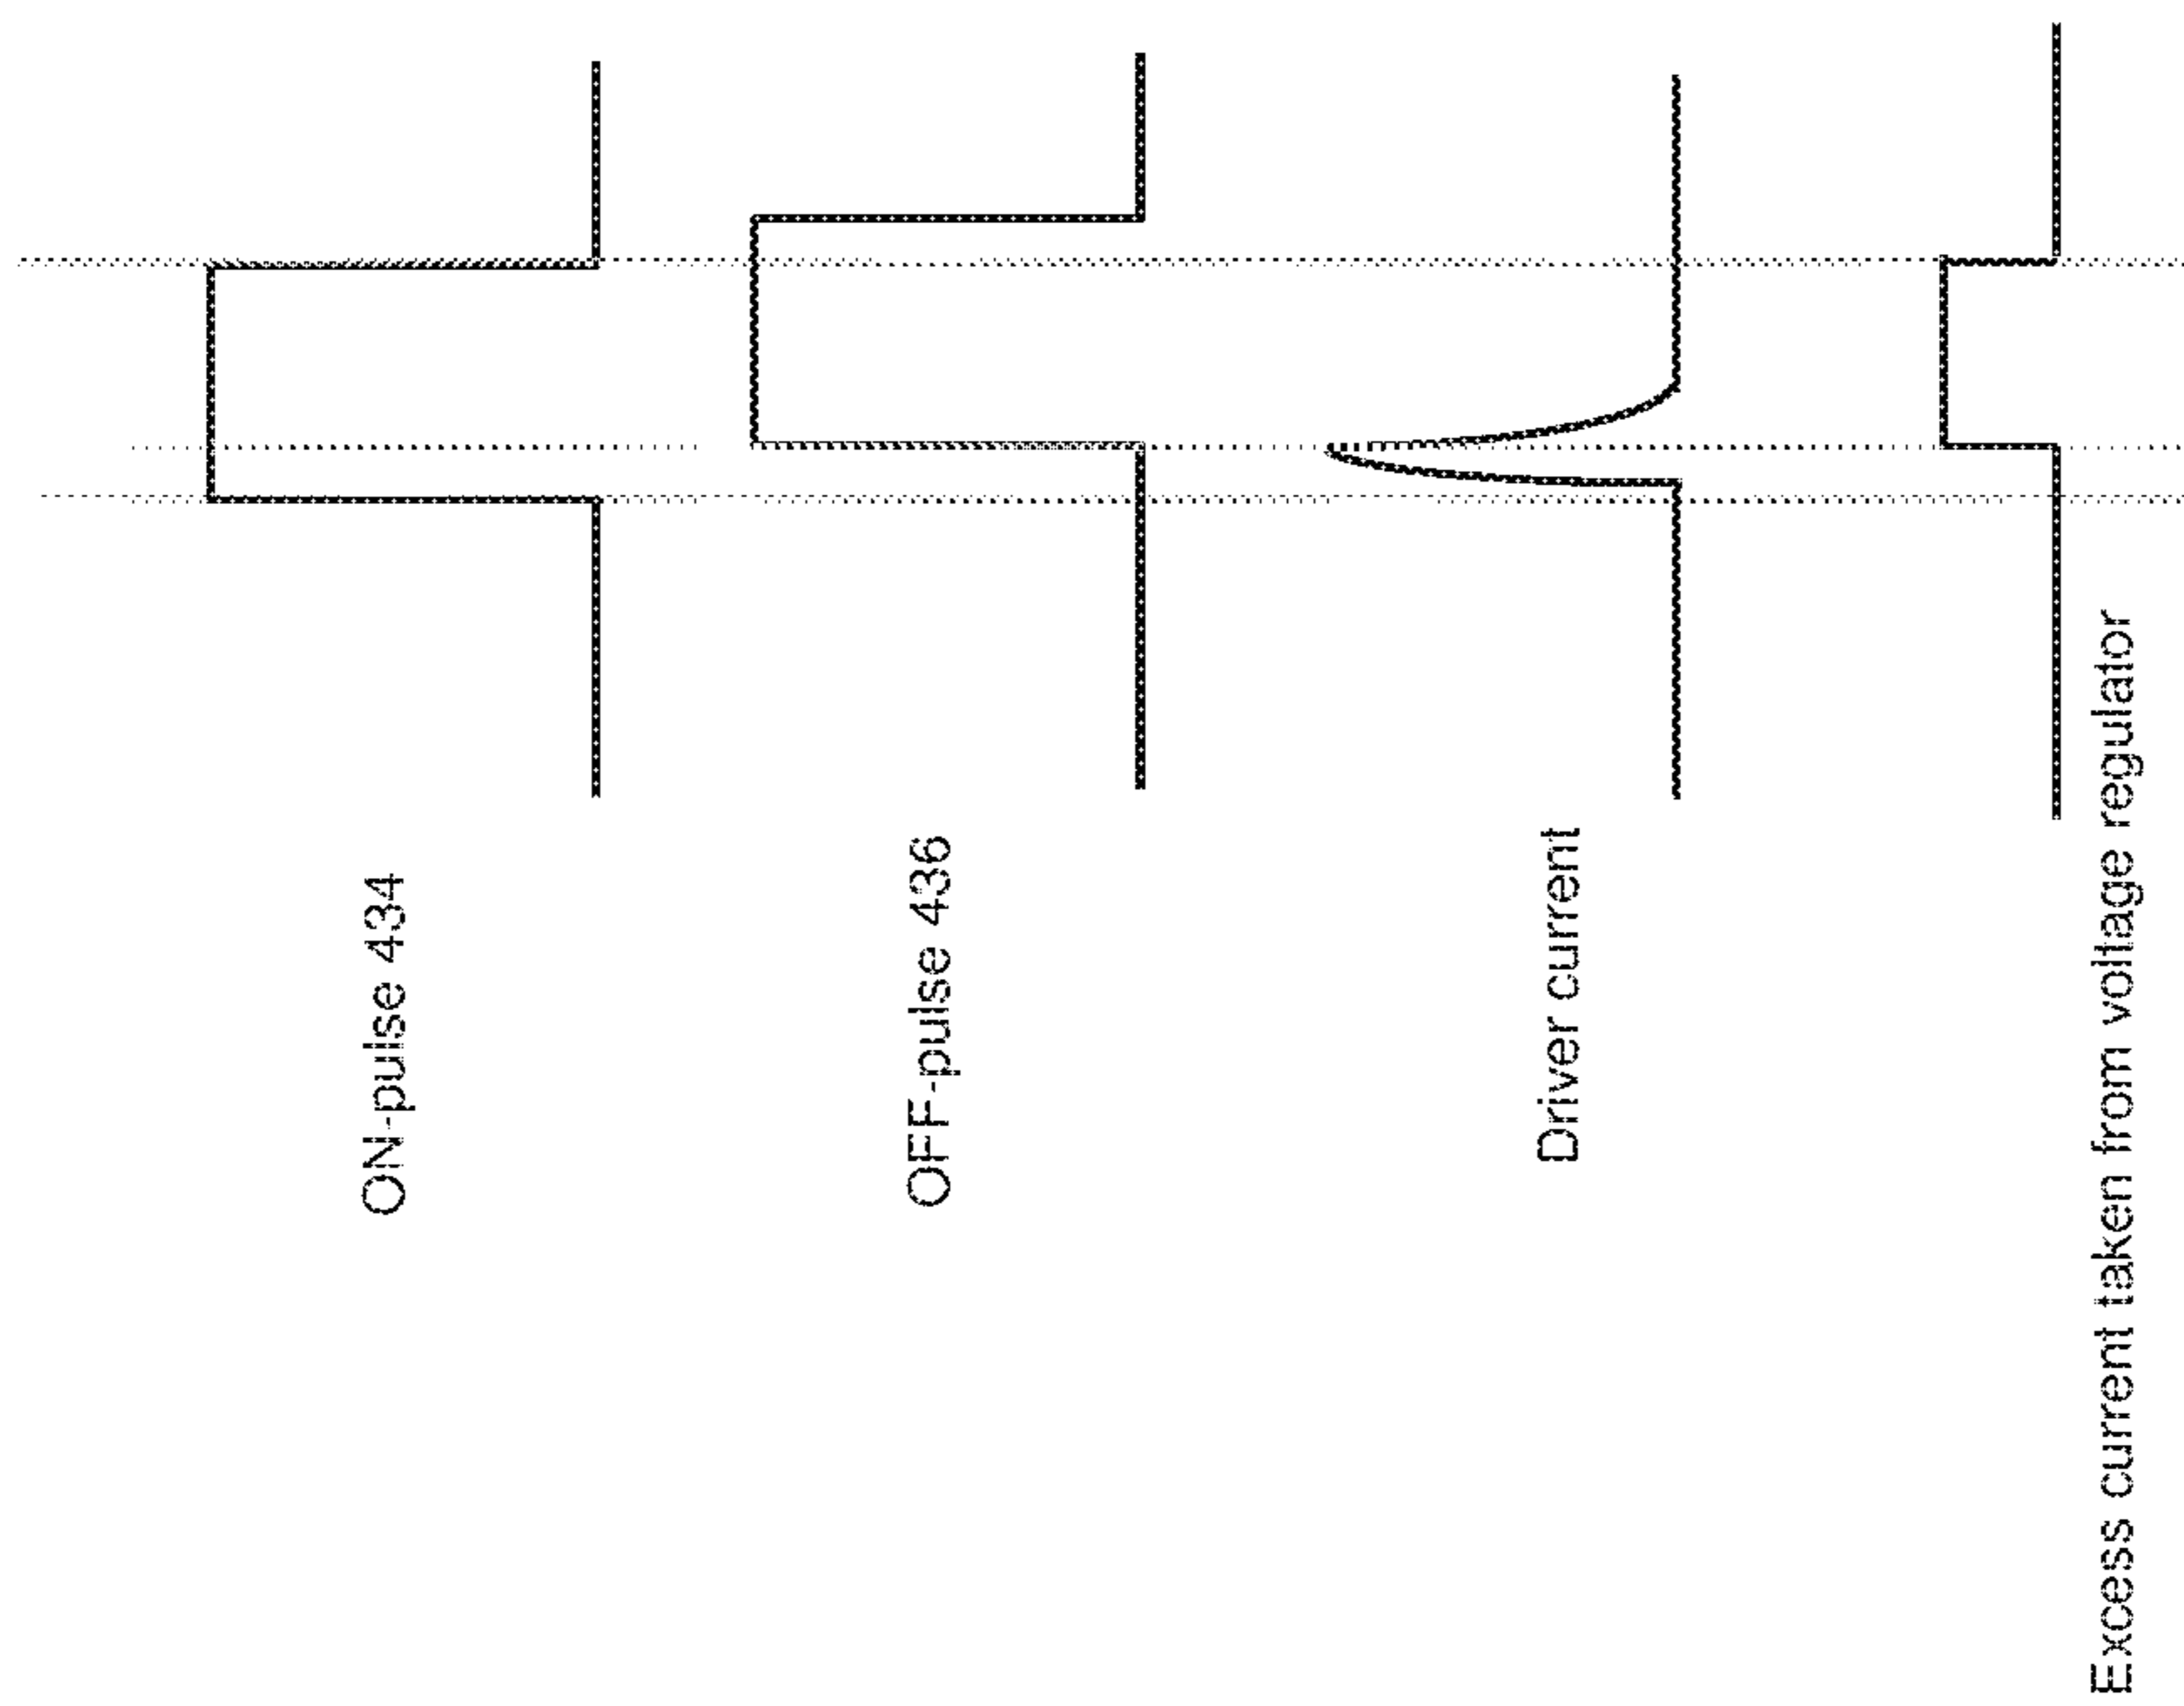 ON-pulse 434
OFF-pulse 436
Driver current
Excess current taken from voltage regulator